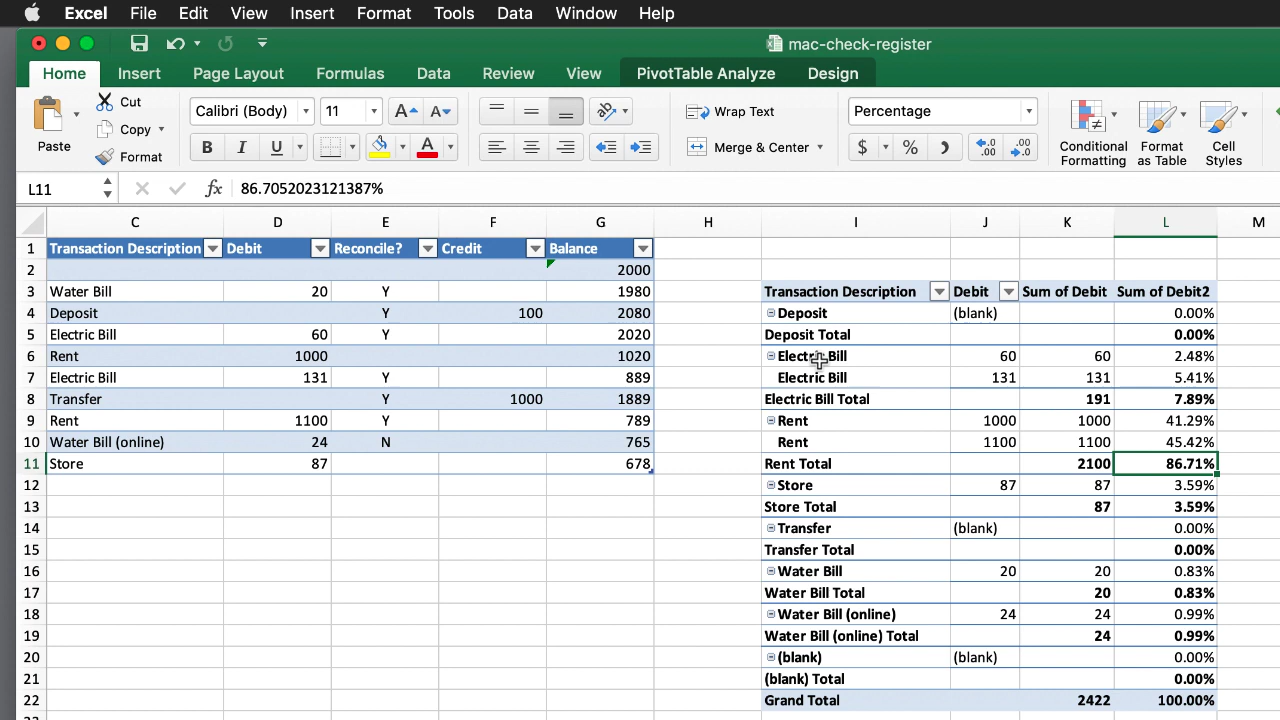 Excel File Edit View Insert Format Tools Data Window Help
mac-check-register
Home Insert Page Layout Formulas Data Review View PivotTable Analyze Design
Paste Cut Copy Format
Calibri (Body) 11 A A Wrap Text Percentage
B I U A Merge & Center $ % Conditional Formatting Format as Table Cell Styles
L11 fx 86.7052023121387%
C D E F G H I J K L M
1 Transaction Description Debit Reconcile? Credit Balance
2 2000
3 Water Bill 20 Y 1980 Transaction Description Debit Sum of Debit Sum of Debit2
4 Deposit Y 100 2080 Deposit (blank) 0.00%
5 Electric Bill 60 Y 2020 Deposit Total 0.00%
6 Rent 1000 1020 Electric Bill 60 60 2.48%
7 Electric Bill 131 Y 889 Electric Bill 131 131 5.41%
8 Transfer Y 1000 1889 Electric Bill Total 191 7.89%
9 Rent 1100 Y 789 Rent 1000 1000 41.29%
10 Water Bill (online) 24 N 765 Rent 1100 1100 45.42%
11 Store 87 678 Rent Total 2100 86.71%
12 Store 87 87 3.59%
13 Store Total 87 3.59%
14 Transfer (blank) 0.00%
15 Transfer Total 0.00%
16 Water Bill 20 20 0.83%
17 Water Bill Total 20 0.83%
18 Water Bill (online) 24 24 0.99%
19 Water Bill (online) Total 24 0.99%
20 (blank) (blank) 0.00%
21 (blank) Total 0.00%
22 Grand Total 2422 100.00%